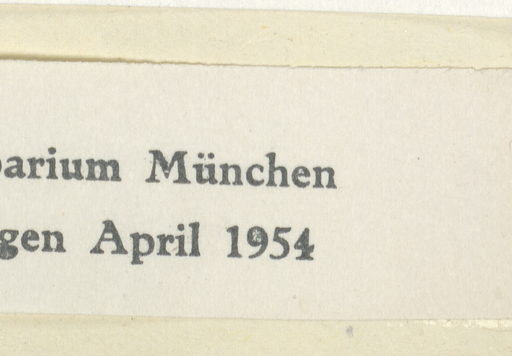 barium München
gen April 1954